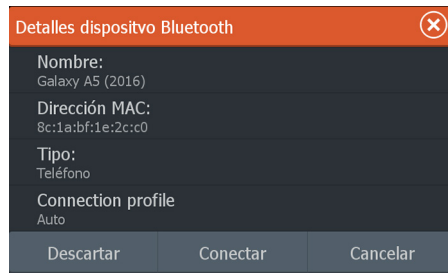 Detalles dispositvo Bluetooth
Nombre:
Galaxy A5 (2016)
Dirección MAC:
8c:1a:bf:1e:2c:c0
Tipo:
Teléfono
Connection profile
Auto
Descartar Conectar Cancelar